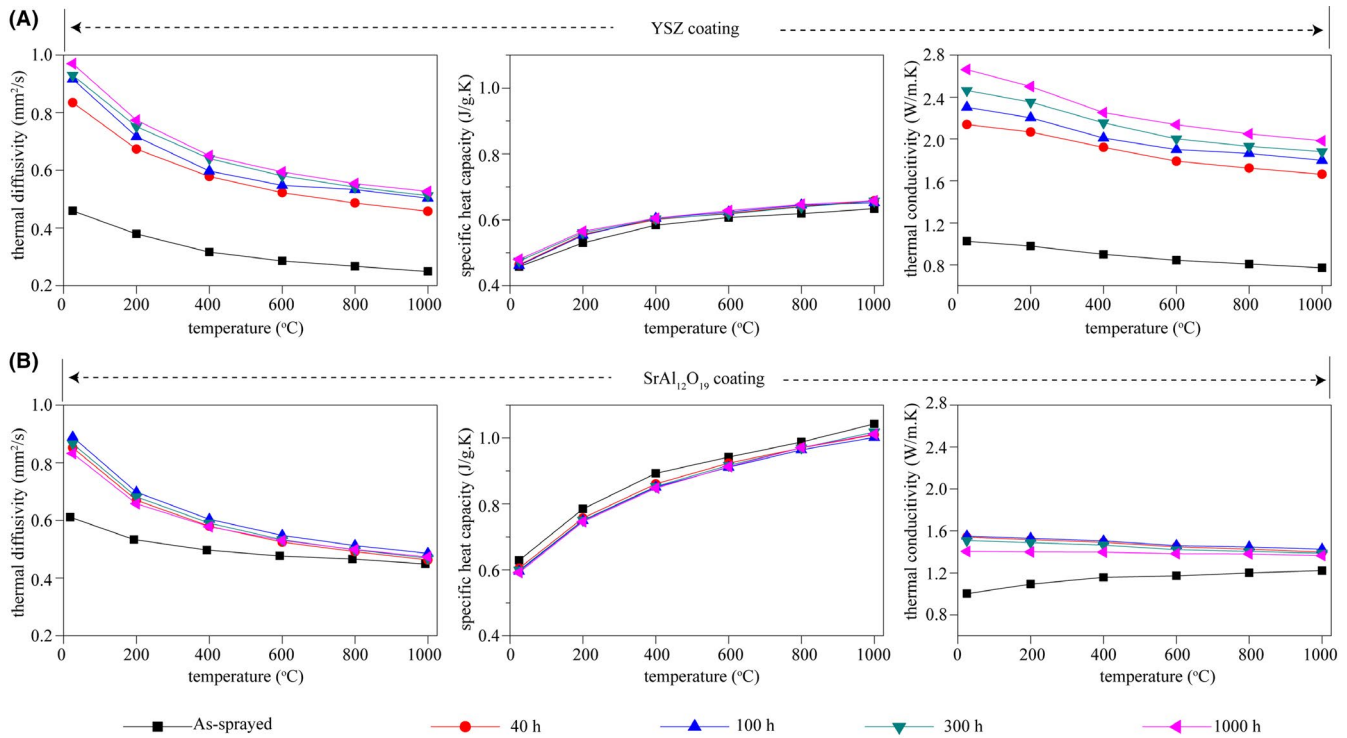 (A)
YSZ coating
thermal diffusivity (mm²/s)
1.0
0.8
0.6
0.4
0.2
0 200 400 600 800 1000
temperature (°C)
specific heat capacity (J/g.K)
1.0
0.8
0.6
0.4
0 200 400 600 800 1000
temperature (°C)
thermal conductitivity (W/m.K)
2.8
2.4
2.0
1.6
1.2
0.8
0 200 400 600 800 1000
temperature (°C)
(B)
SrAl₁₂O₁₉ coating
thermal diffusivity (mm²/s)
1.0
0.8
0.6
0.4
0.2
0 200 400 600 800 1000
temperature (°C)
specific heat capacity (J/g.K)
1.0
0.8
0.6
0.4
0 200 400 600 800 1000
temperature (°C)
thermal conductitivity (W/m.K)
2.8
2.4
2.0
1.6
1.2
0.8
0 200 400 600 800 1000
temperature (°C)
As-sprayed 40 h 100 h 300 h 1000 h